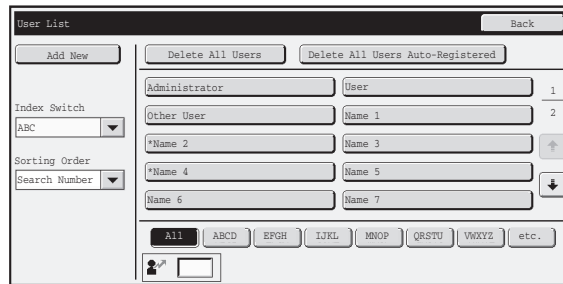 User List Back
Add New Delete All Users Delete All Users Auto-Registered
Administrator User 1
Index Switch
Other User Name 1 2
ABC
*Name 2 Name 3
Sorting Order
*Name 4 Name 5
Search Number
Name 6 Name 7
All ABCD EFGH IJKL MNOP QRSTU VWXYZ etc.